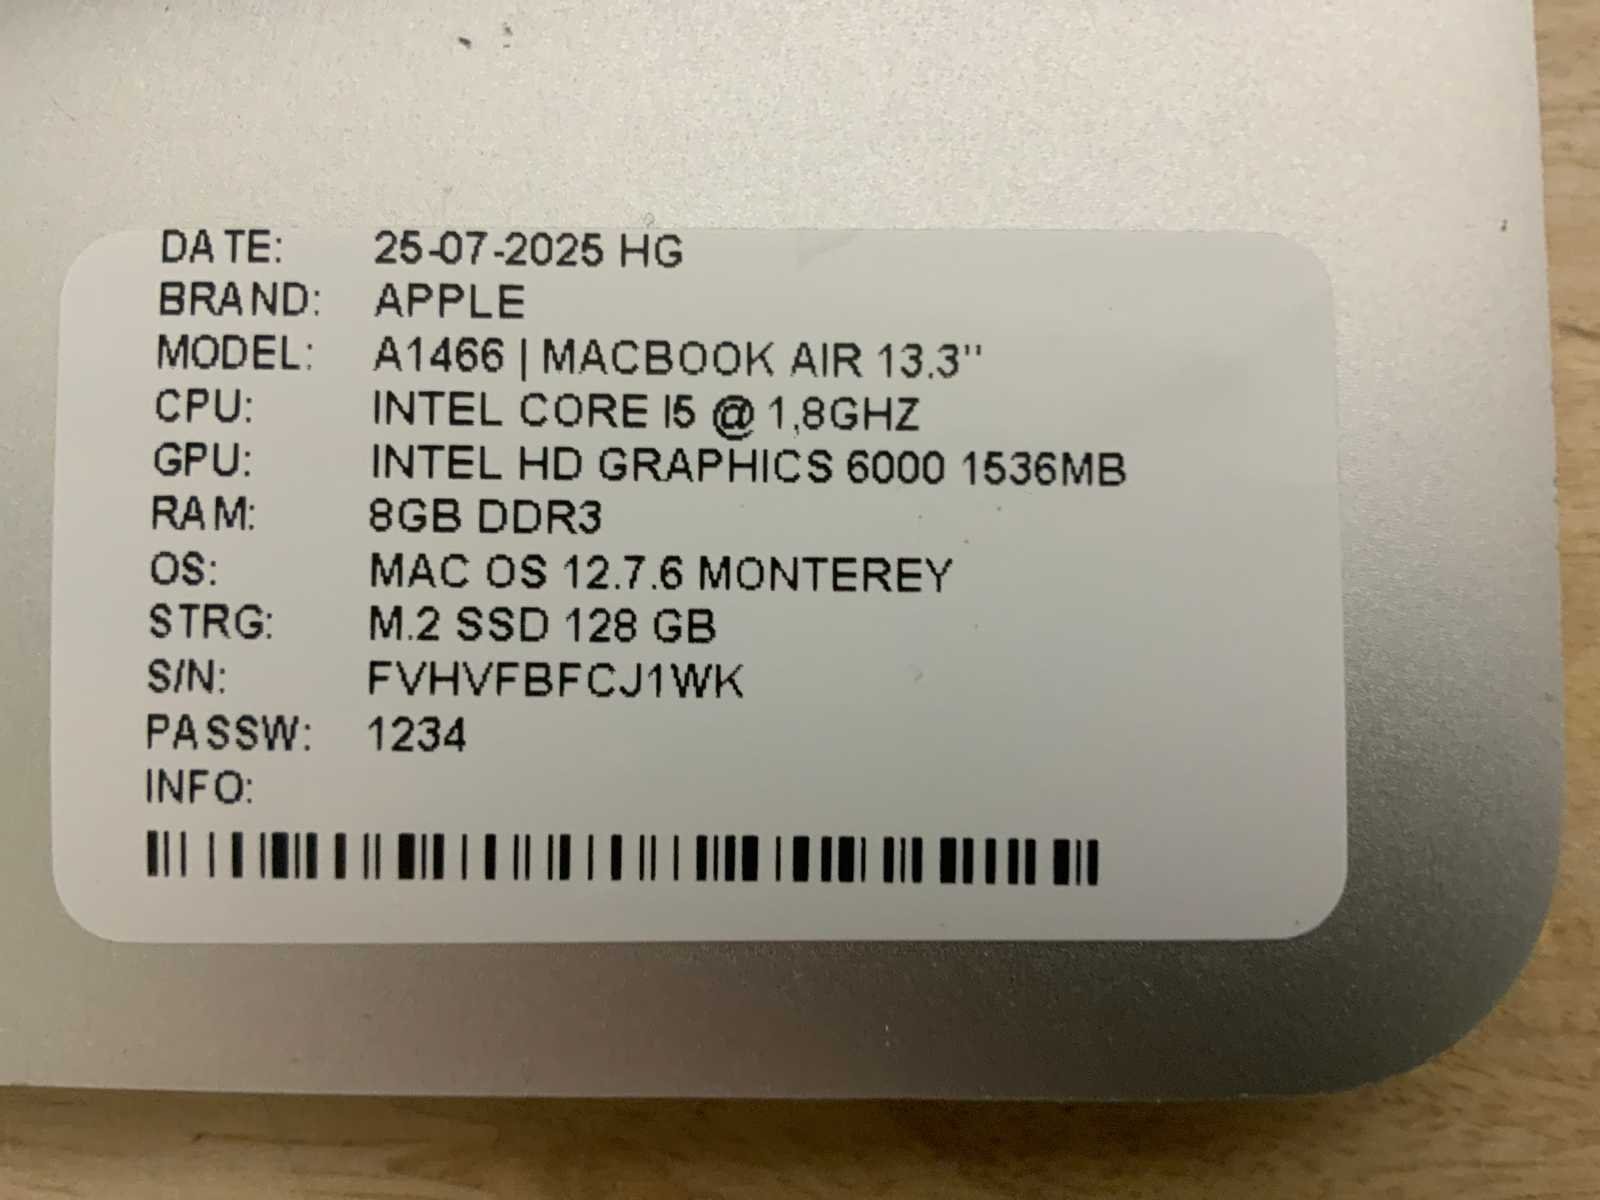 DATE: 25-07-2025 HG
BRAND: APPLE
MODEL: A1466 | MACBOOK AIR 13.3''
CPU: INTEL CORE I5 @ 1,8GHZ
GPU: INTEL HD GRAPHICS 6000 1536MB
RAM: 8GB DDR3
OS: MAC OS 12.7.6 MONTEREY
STRG: M.2 SSD 128 GB
S/N: FVHVFBFCJ1WK
PASSW: 1234
INFO: